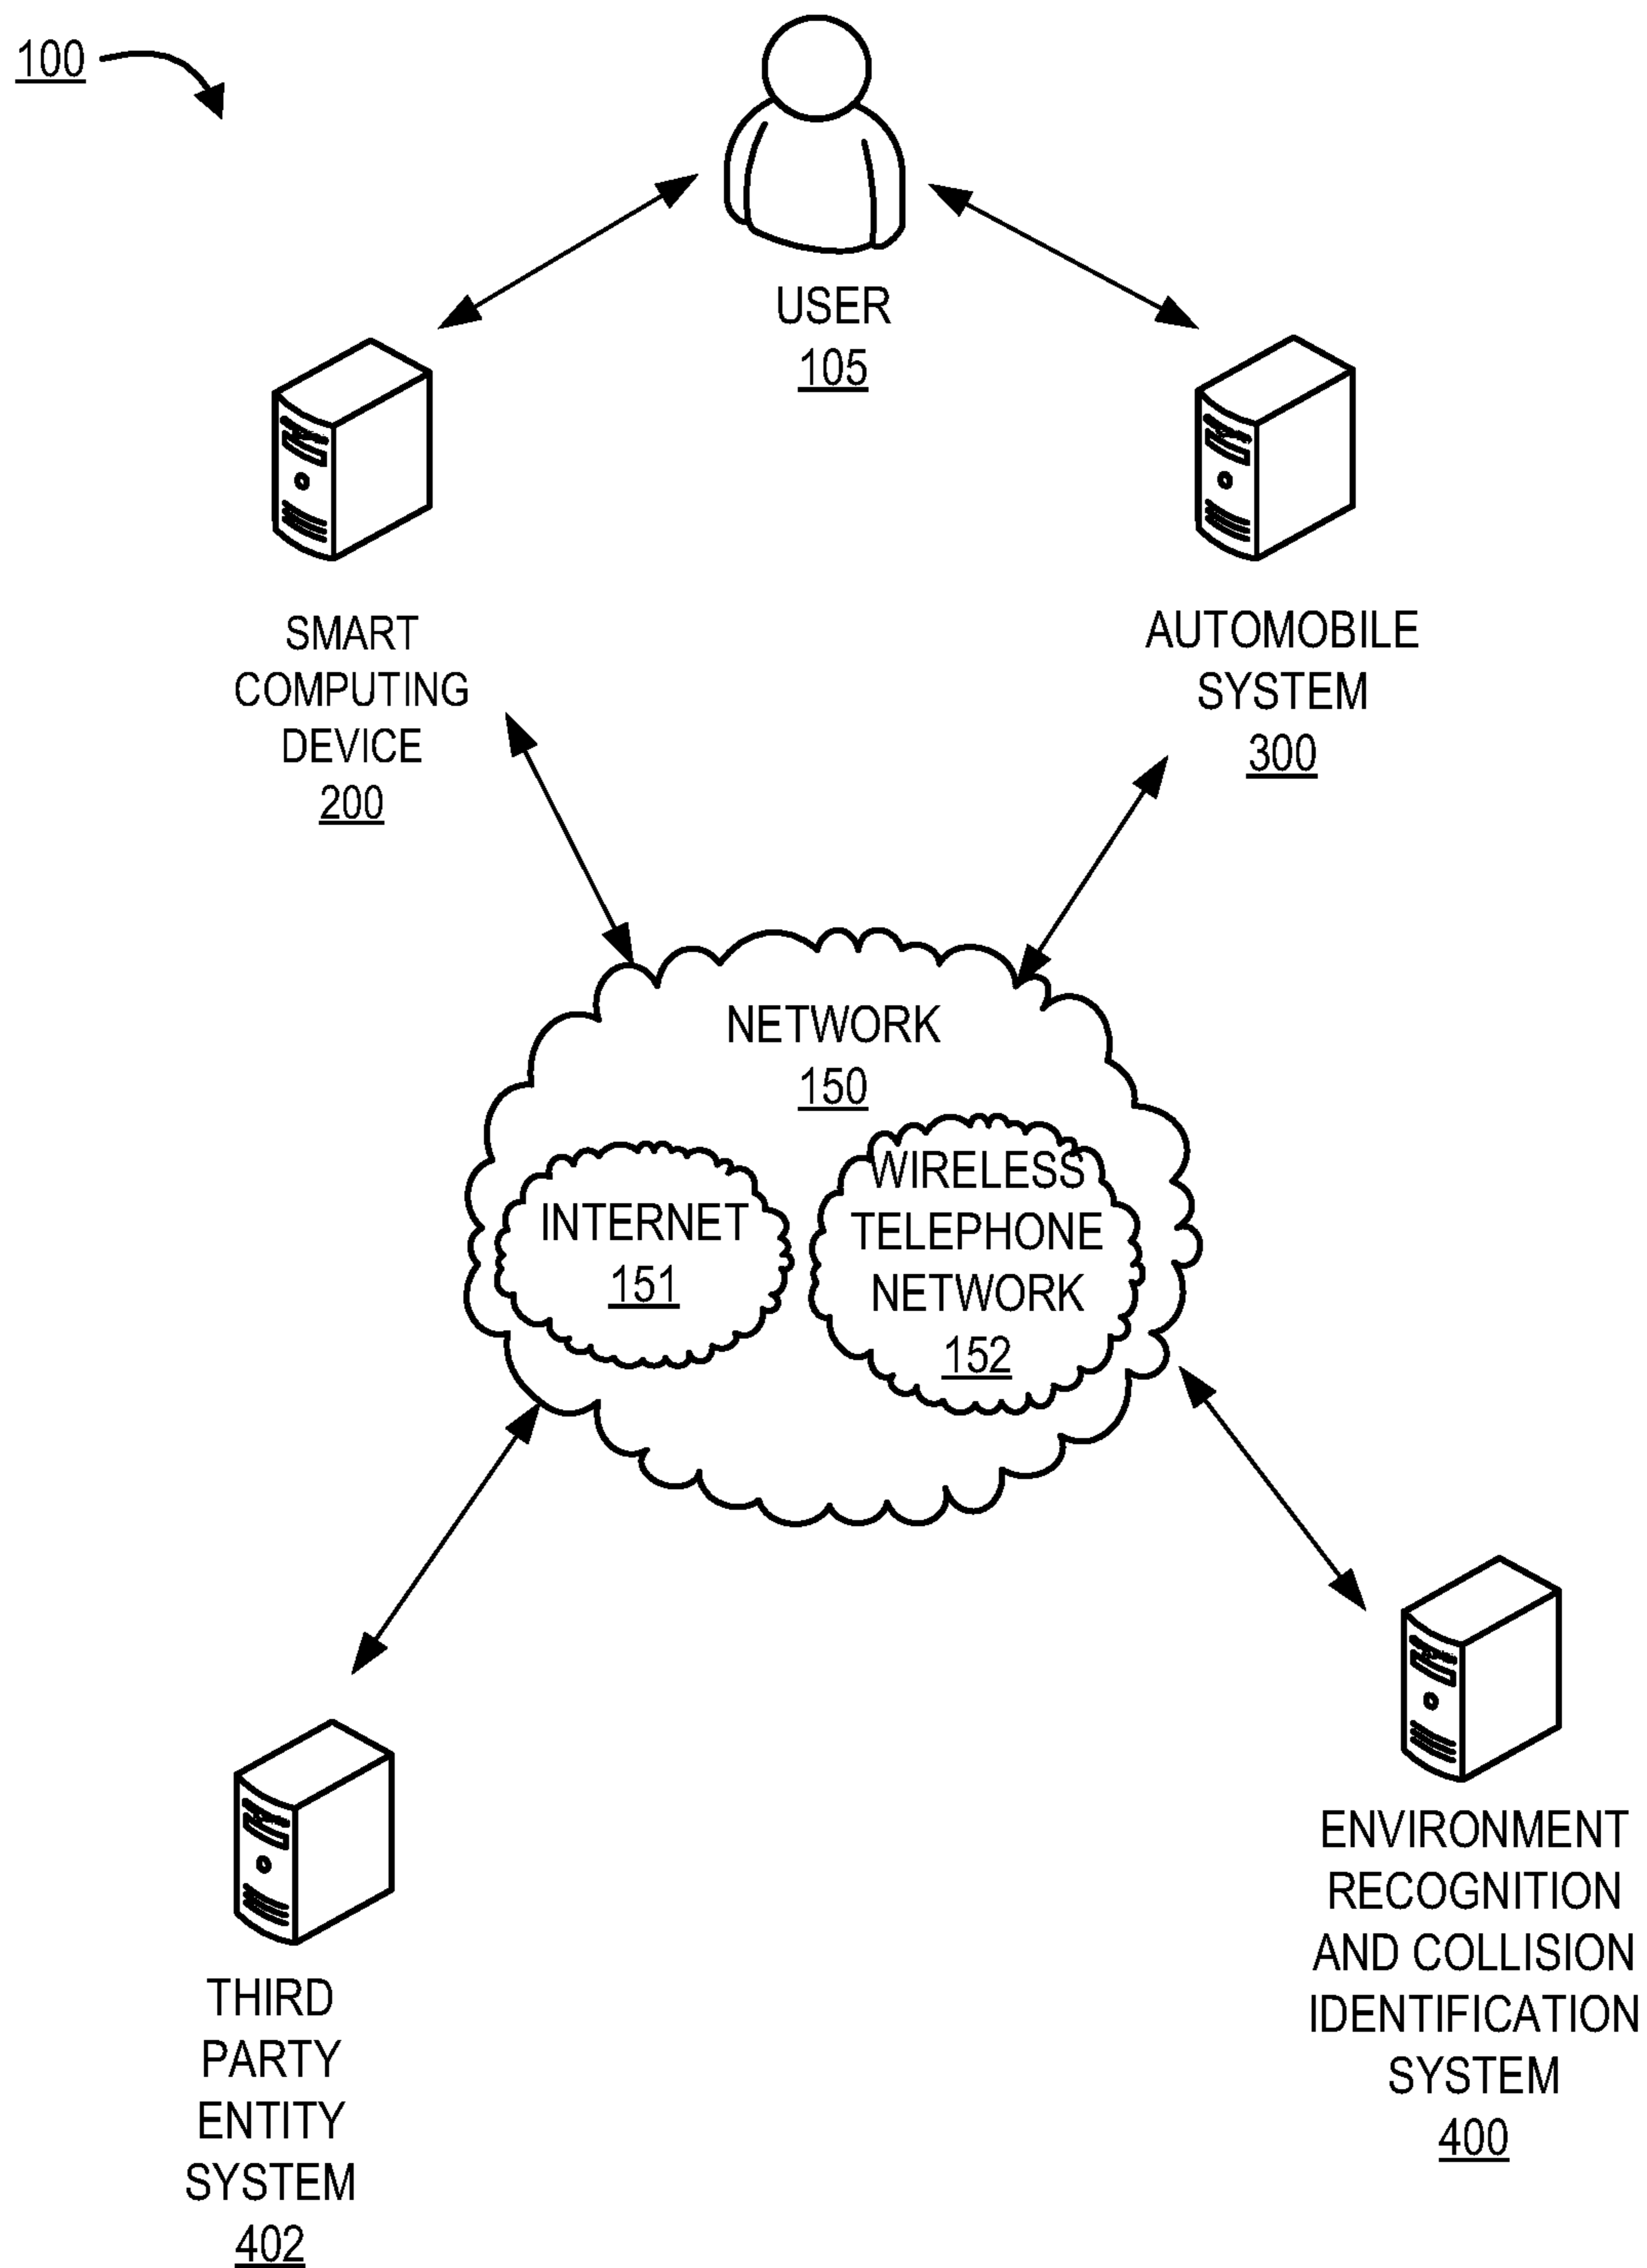 100
USER
105
SMART
COMPUTING
DEVICE
200
AUTOMOBILE
SYSTEM
300
NETWORK
150
INTERNET
151
WIRELESS
TELEPHONE
NETWORK
152
THIRD
PARTY
ENTITY
SYSTEM
402
ENVIRONMENT
RECOGNITION
AND COLLISION
IDENTIFICATION
SYSTEM
400